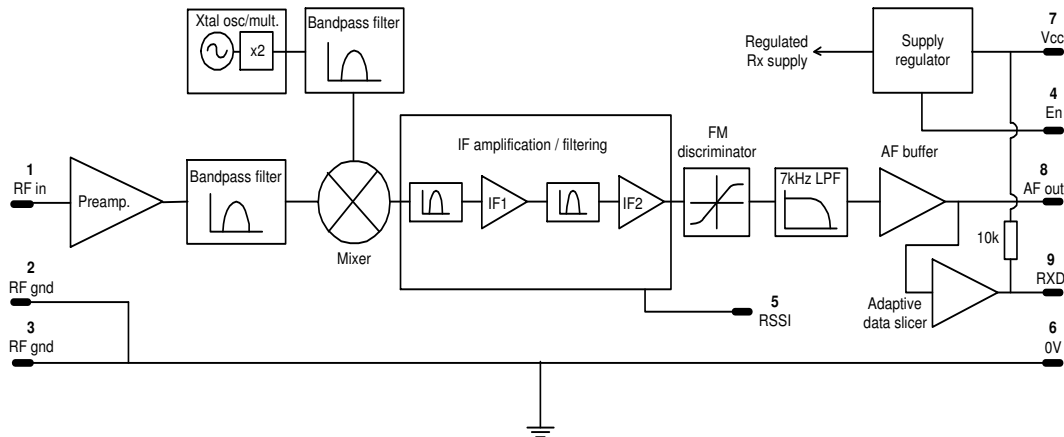 Xtal osc/mult.
x2
Bandpass filter
Regulated
Rx supply
Supply
regulator
7
Vcc
4
En
IF amplification / filtering
FM
discriminator
AF buffer
1
RF in
Preamp.
Bandpass filter
Mixer
IF1
IF2
7kHz LPF
8
AF out
10k
2
RF gnd
9
RXD
Adaptive
data slicer
5
RSSI
3
RF gnd
6
0V